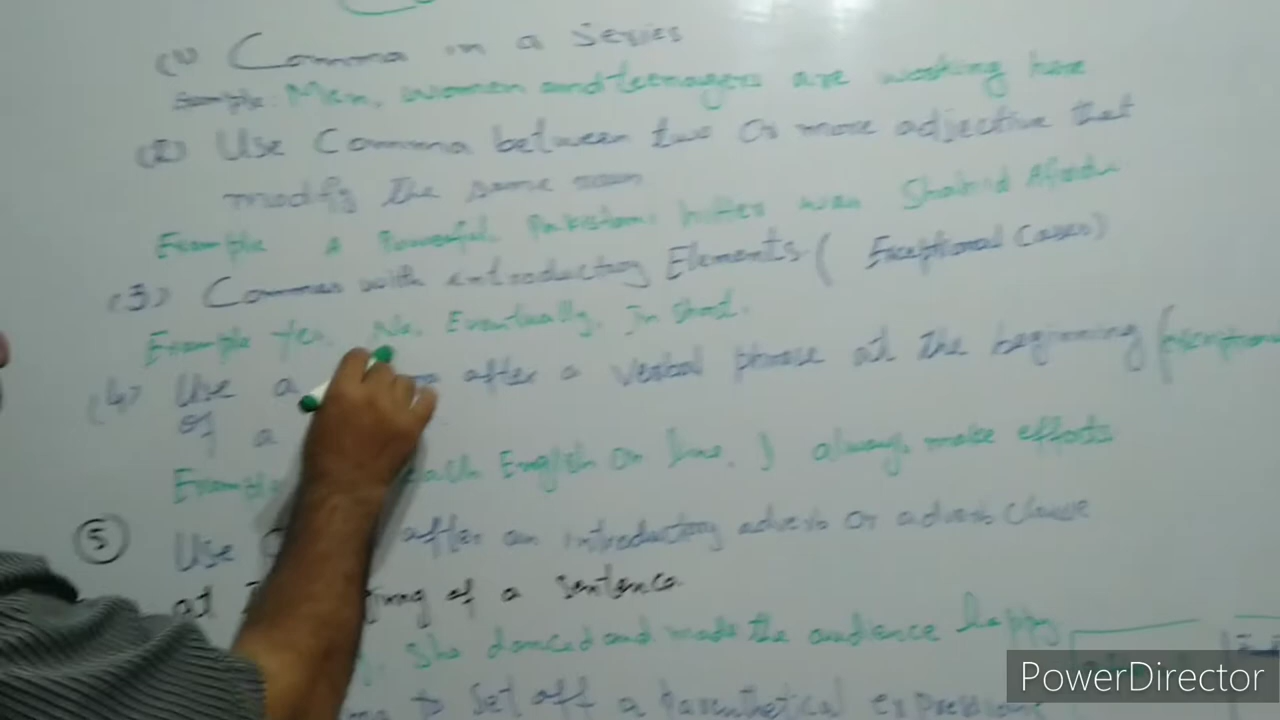 (1) Comma in a series
Example: Men, women and teenagers are working here
(2) Use Comma between two or more adjective that
modify the same noun
Example A Powerful, Pakistani hitter was Shahid Afridi
(3) Commas with introductory Elements (Exceptional Cases)
Example Yes, No, Eventually, In short.
(4) Use a after a verbal phrase at the beginning
of a
Example English on line, I always make efforts
(5) Use after an introductory adverb or adverb clause
at of a sentence
She danced and made the audience happy
to set off a Parenthetical expression
PowerDirector